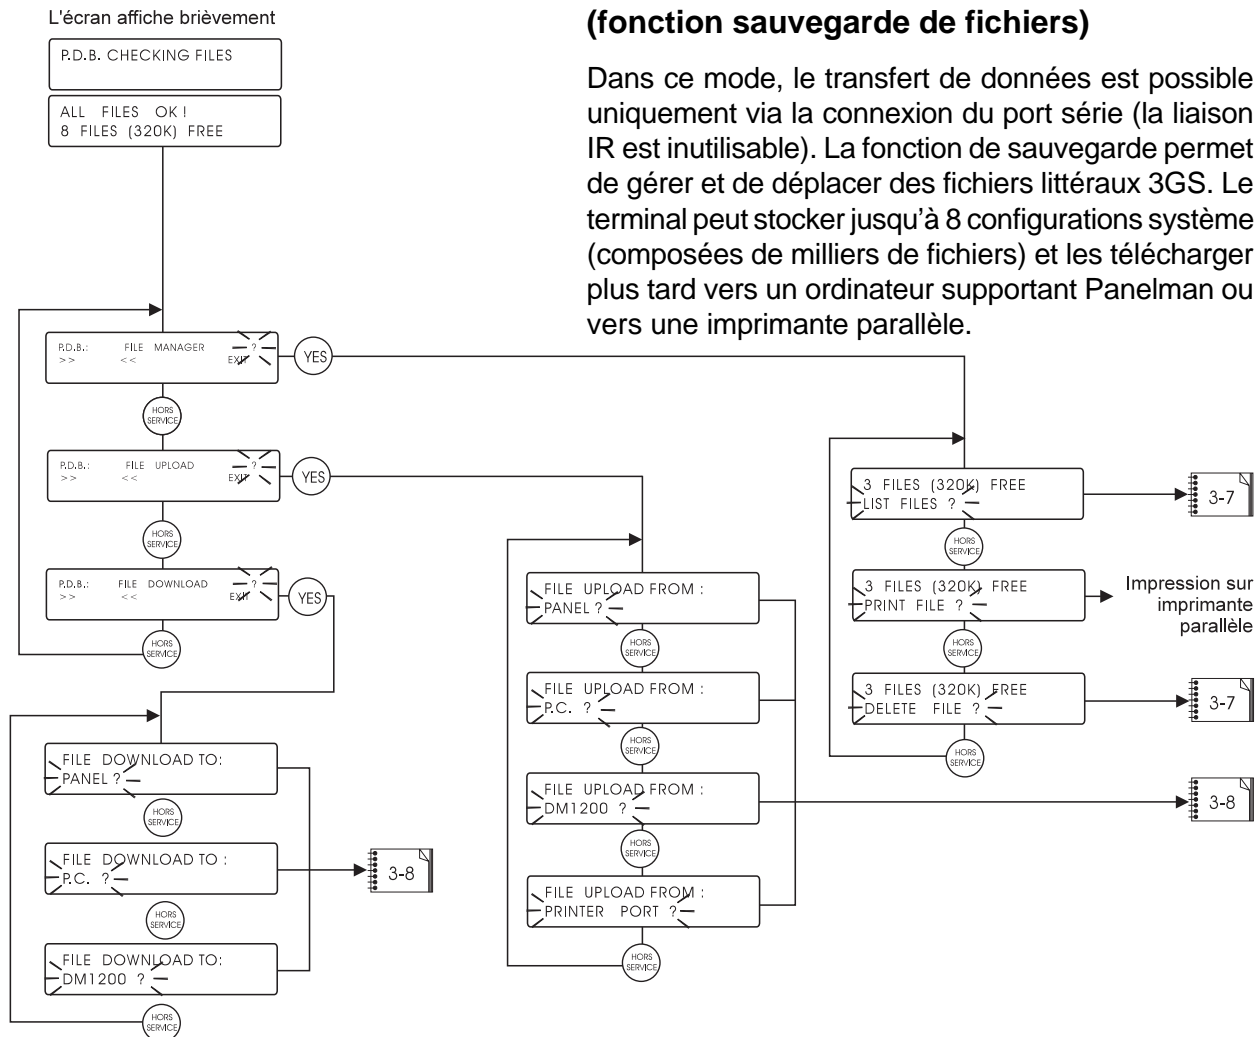 L'écran affiche brièvement
P.D.B. CHECKING FILES
ALL FILES OK !
8 FILES (320K) FREE
(fonction sauvegarde de fichiers)
Dans ce mode, le transfert de données est possible
uniquement via la connexion du port série (la liaison
IR est inutilisable). La fonction de sauvegarde permet
de gérer et de déplacer des fichiers littéraux 3GS. Le
terminal peut stocker jusqu'à 8 configurations système
(composées de milliers de fichiers) et les télécharger
plus tard vers un ordinateur supportant Panelman ou
vers une imprimante parallèle.
P.D.B.: FILE MANAGER ?
>> << EXIT
YES
HORS
SERVICE
P.D.B.: FILE UPLOAD ?
>> << EXIT
YES
HORS
SERVICE
P.D.B.: FILE DOWNLOAD ?
>> << EXIT
YES
HORS
SERVICE
FILE DOWNLOAD TO:
PANEL ?
HORS
SERVICE
FILE DOWNLOAD TO :
P.C. ?
HORS
SERVICE
FILE DOWNLOAD TO:
DM1200 ?
HORS
SERVICE
3-8
FILE UPLOAD FROM :
PANEL ?
HORS
SERVICE
FILE UPLOAD FROM :
P.C. ?
HORS
SERVICE
FILE UPLOAD FROM :
DM1200 ?
HORS
SERVICE
FILE UPLOAD FROM :
PRINTER PORT ?
HORS
SERVICE
3-8
3 FILES (320K) FREE
LIST FILES ?
3-7
HORS
SERVICE
3 FILES (320K) FREE
PRINT FILE ?
Impression sur
imprimante
parallèle
HORS
SERVICE
3 FILES (320K) FREE
DELETE FILE ?
3-7
HORS
SERVICE